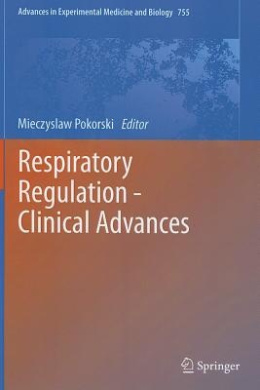 Advances in Experimental Medicine and Biology 755
Mieczyslaw Pokorski Editor
Respiratory
Regulation -
Clinical Advances
Springer